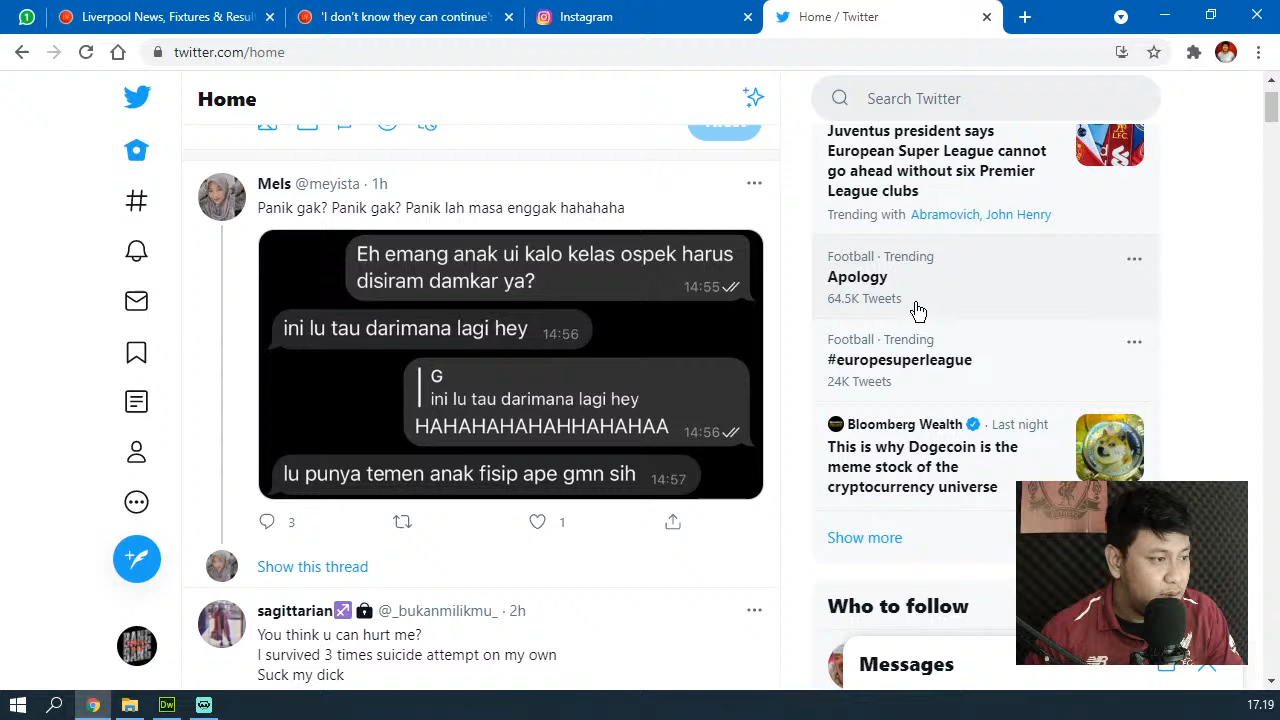 1
Liverpool News, Fixtures & Resul
'I don't know they can continue':
Instagram
Home / Twitter
twitter.com/home
Home
Search Twitter
Mels @meyista · 1h
Panik gak? Panik gak? Panik lah masa enggak hahahaha
Eh emang anak ui kalo kelas ospek harus
disiram damkar ya?
14:55
ini lu tau darimana lagi hey
14:56
G
ini lu tau darimana lagi hey
HAHAHAHAHAHHAHAHAA
14:56
lu punya temen anak fisip ape gmn sih
14:57
3
1
Show this thread
sagittarian @_bukanmilikmu_ · 2h
You think u can hurt me?
I survived 3 times suicide attempt on my own
Suck my dick
Juventus president says
European Super League cannot
go ahead without six Premier
League clubs
Trending with Abramovich, John Henry
Football · Trending
Apology
64.5K Tweets
Football · Trending
#europesuperleague
24K Tweets
Bloomberg Wealth · Last night
This is why Dogecoin is the
meme stock of the
cryptocurrency universe
Show more
Who to follow
Messages
Dw
17.19